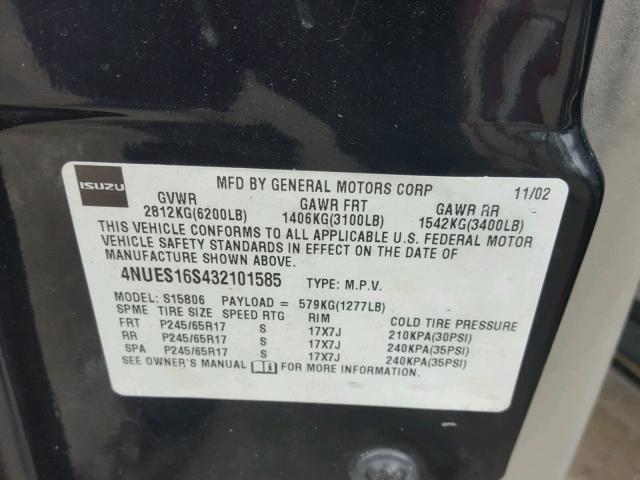 ISUZU
MFD BY GENERAL MOTORS CORP 11/02
GVWR GAWR FRT GAWR RR
2812KG(6200LB) 1406KG(3100LB) 1542KG(3400LB)
THIS VEHICLE CONFORMS TO ALL APPLICABLE U.S. FEDERAL MOTOR
VEHICLE SAFETY STANDARDS IN EFFECT ON THE DATE OF
MANUFACTURE SHOWN ABOVE.
4NUES16S432101585 TYPE: M.P.V.
MODEL: S15806 PAYLOAD = 579KG(1277LB)
SPME TIRE SIZE SPEED RTG RIM COLD TIRE PRESSURE
FRT P245/65R17 S 17X7J 210KPA(30PSI)
RR P245/65R17 S 17X7J 240KPA(35PSI)
SPA P245/65R17 S 17X7J 240KPA(35PSI)
SEE OWNER'S MANUAL FOR MORE INFORMATION.